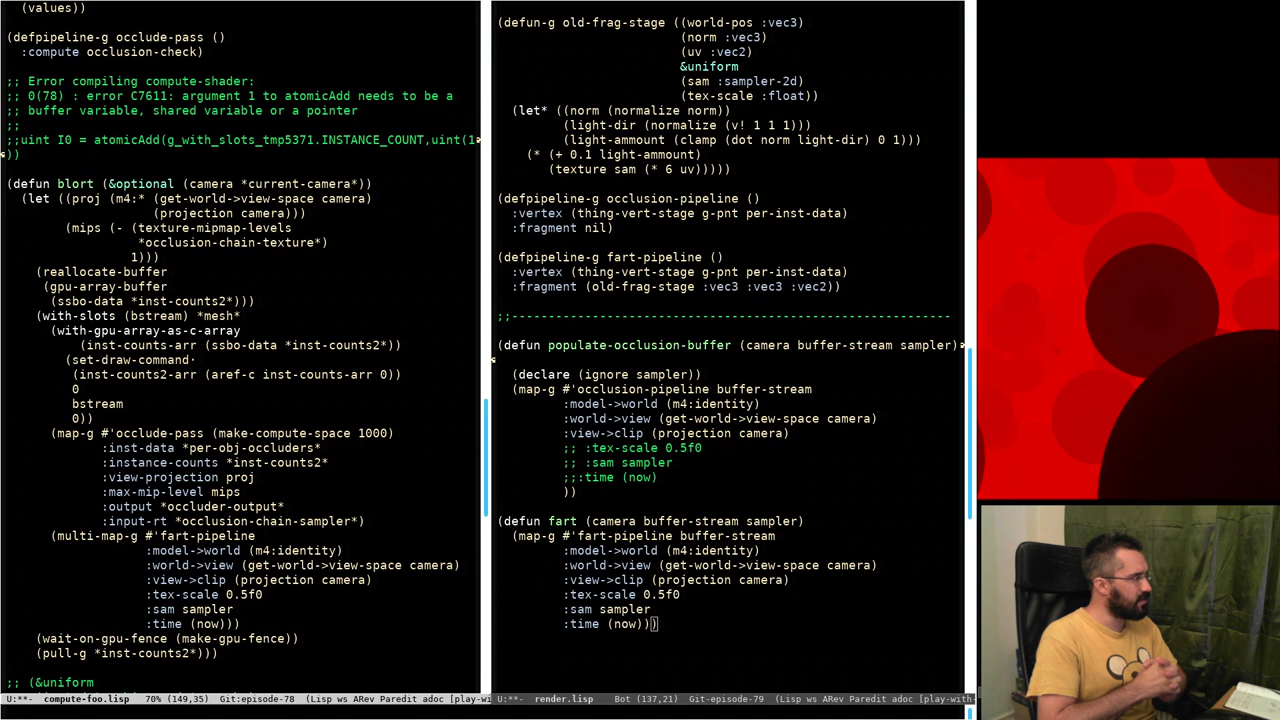 (values))
(defpipeline-g occlude-pass ()
:compute occlusion-check)
;; Error compiling compute-shader:
;; 0(78) : error C7611: argument 1 to atomicAdd needs to be a
;; buffer variable, shared variable or a pointer
;;
;;uint I0 = atomicAdd(g_with_slots_tmp5371.INSTANCE_COUNT,uint(1
))
(defun blort (&optional (camera *current-camera*))
(let ((proj (m4:* (get-world->view-space camera)
(projection camera)))
(mips (- (texture-mipmap-levels
*occlusion-chain-texture*)
1)))
(reallocate-buffer
(gpu-array-buffer
(ssbo-data *inst-counts2*)))
(with-slots (bstream) *mesh*
(with-gpu-array-as-c-array
(inst-counts-arr (ssbo-data *inst-counts2*))
(set-draw-command·
(inst-counts2-arr (aref-c inst-counts-arr 0))
0
bstream
0))
(map-g #'occlude-pass (make-compute-space 1000)
:inst-data *per-obj-occluders*
:instance-counts *inst-counts2*
:view-projection proj
:max-mip-level mips
:output *occluder-output*
:input-rt *occlusion-chain-sampler*)
(multi-map-g #'fart-pipeline
:model->world (m4:identity)
:world->view (get-world->view-space camera)
:view->clip (projection camera)
:tex-scale 0.5f0
:sam sampler
:time (now)))
(wait-on-gpu-fence (make-gpu-fence))
(pull-g *inst-counts2*)))
;; (&uniform
U:**- compute-foo.lisp 70% (149,35) Git:episode-78 (Lisp ws ARev Paredit adoc [play-wi
(defun-g old-frag-stage ((world-pos :vec3)
(norm :vec3)
(uv :vec2)
&uniform
(sam :sampler-2d)
(tex-scale :float))
(let* ((norm (normalize norm))
(light-dir (normalize (v! 1 1 1)))
(light-amount (clamp (dot norm light-dir) 0 1)))
(* (+ 0.1 light-amount)
(texture sam (* 6 uv)))))
(defpipeline-g occlusion-pipeline ()
:vertex (thing-vert-stage g-pnt per-inst-data)
:fragment nil)
(defpipeline-g fart-pipeline ()
:vertex (thing-vert-stage g-pnt per-inst-data)
:fragment (old-frag-stage :vec3 :vec3 :vec2))
;;------------------------------------------------------------
(defun populate-occlusion-buffer (camera buffer-stream sampler)
(declare (ignore sampler))
(map-g #'occlusion-pipeline buffer-stream
:model->world (m4:identity)
:world->view (get-world->view-space camera)
:view->clip (projection camera)
;; :tex-scale 0.5f0
;; :sam sampler
;;:time (now)
))
(defun fart (camera buffer-stream sampler)
(map-g #'fart-pipeline buffer-stream
:model->world (m4:identity)
:world->view (get-world->view-space camera)
:view->clip (projection camera)
:tex-scale 0.5f0
:sam sampler
:time (now)))
U:**- render.lisp Bot (137,21) Git:episode-79 (Lisp ws ARev Paredit adoc [play-with-